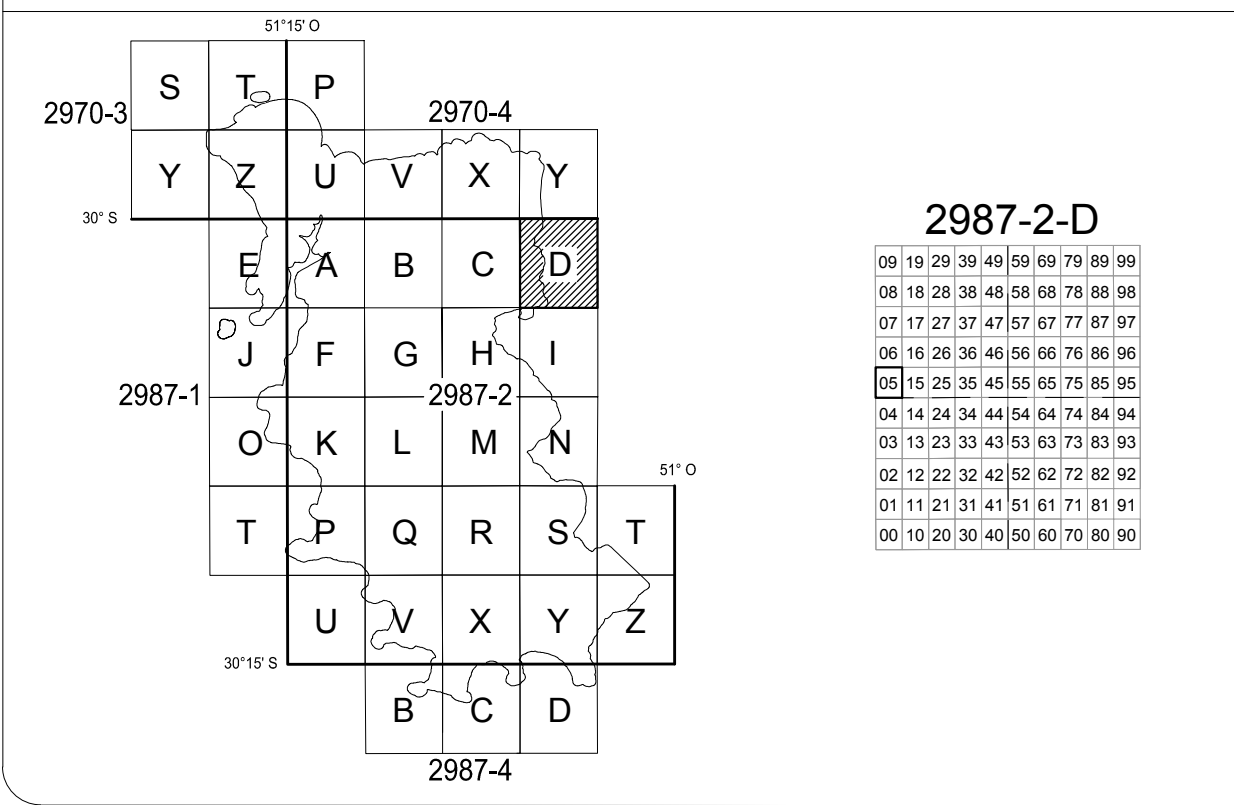 51°15' O
S T P
2970-3 2970-4
Y Z U V X Y
30° S
E A B C D
J F G H I
2987-1 2987-2
O K L M N
51° O
T P Q R S T
U V X Y Z
30°15' S
B C D
2987-4
2987-2-D
09 19 29 39 49 59 69 79 89 99
08 18 28 38 48 58 68 78 88 98
07 17 27 37 47 57 67 77 87 97
06 16 26 36 46 56 66 76 86 96
05 15 25 35 45 55 65 75 85 95
04 14 24 34 44 54 64 74 84 94
03 13 23 33 43 53 63 73 83 93
02 12 22 32 42 52 62 72 82 92
01 11 21 31 41 51 61 71 81 91
00 10 20 30 40 50 60 70 80 90